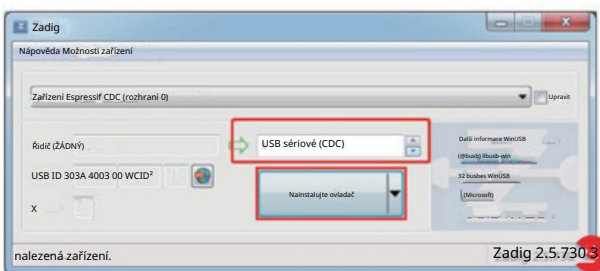 Zadig
Nápověda Možnosti zařízení
Zařízení Espressif CDC (rozhraní 0)
Upravit
Řidič (ŽÁDNÝ)
USB sériové (CDC)
Další informace WinUSB
(@busb) libusb-win
USB ID 303A 4003 00 WCID²
32 busbes WinUSB
Nainstalujte ovladač
(Microsoft)
X
nalezená zařízení.
Zadig 2.5.730 3